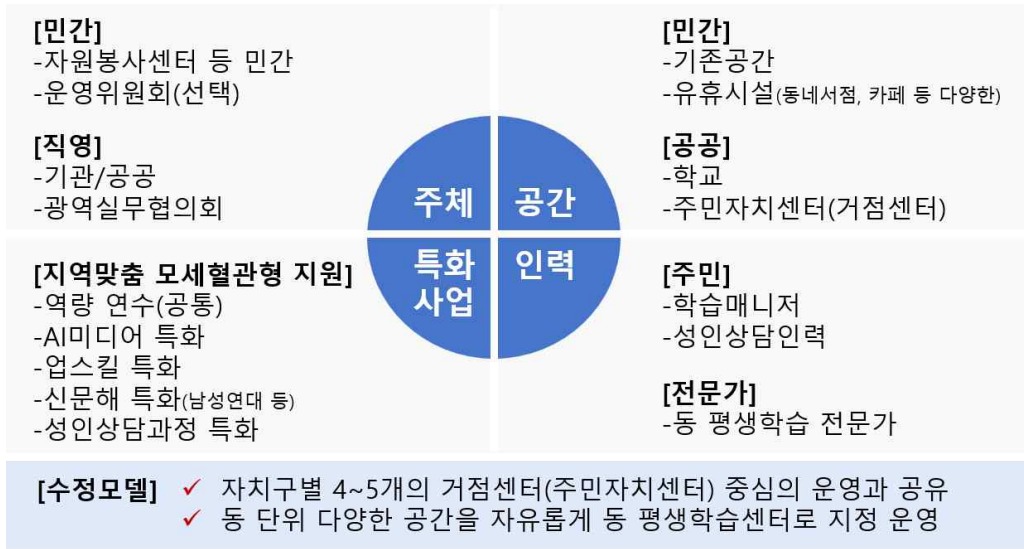 [민간]
-자원봉사센터 등 민간
-운영위원회(선택)
[직영]
-기관/공공
-광역실무협의회
[민간]
-기존공간
-유휴시설(동네서점, 카페 등 다양한)
[공공]
-학교
-주민자치센터(거점센터)
주체
공간
특화
사업
인력
[지역맞춤 모세혈관형 지원]
-역량 연수(공통)
-AI미디어 특화
-업스킬 특화
-신문해 특화(남성연대 등)
-성인상담과정 특화
[주민]
-학습매니저
-성인상담인력
[전문가]
-동 평생학습 전문가
[수정모델] ✓ 자치구별 4~5개의 거점센터(주민자치센터) 중심의 운영과 공유
✓ 동 단위 다양한 공간을 자유롭게 동 평생학습센터로 지정 운영